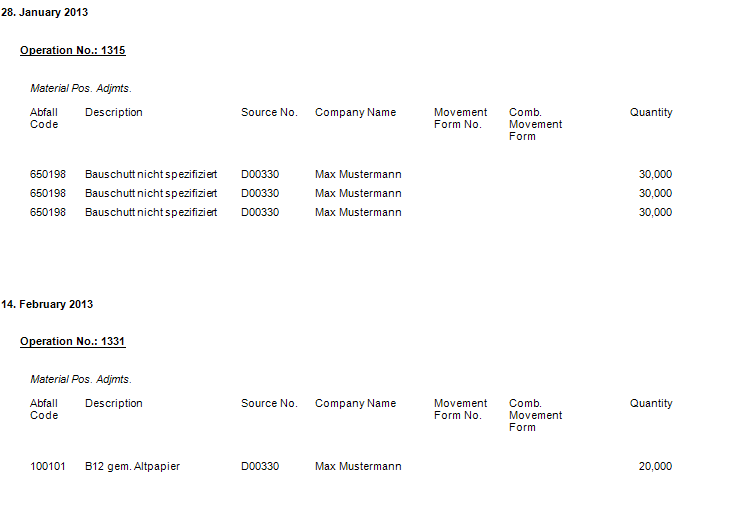 28. January 2013
Operation No.: 1315
Material Pos. Adjmts.
Abfall Code Description Source No. Company Name Movement Form No. Comb. Movement Form Quantity
650198 Bauschutt nicht spezifiziert D00330 Max Mustermann 30,000
650198 Bauschutt nicht spezifiziert D00330 Max Mustermann 30,000
650198 Bauschutt nicht spezifiziert D00330 Max Mustermann 30,000
14. February 2013
Operation No.: 1331
Material Pos. Adjmts.
Abfall Code Description Source No. Company Name Movement Form No. Comb. Movement Form Quantity
100101 B12 gem. Altpapier D00330 Max Mustermann 20,000